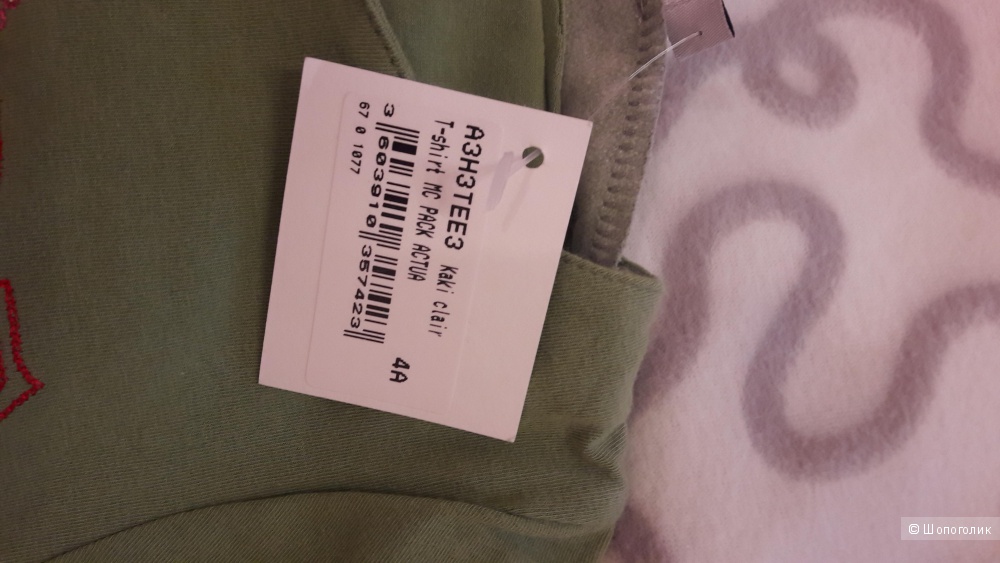 A3H3TEE3 Kaki clair
T-shirt MC PACK ACTUA
4A
3 603910 357423
67 0 1077
© Шопоголик